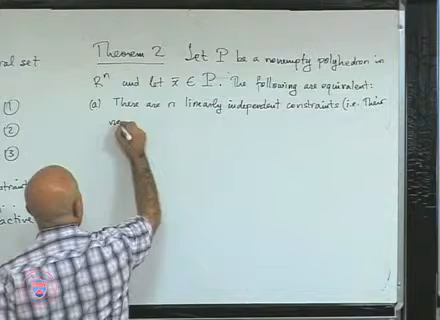 Theorem 2 Let P be a nonempty polyhedron in
Rⁿ and let x̄ ∈ P. The following are equivalent:
(a) There are n linearly independent constraints (i.e. Their
ral set
(1)
(2)
(3)
active